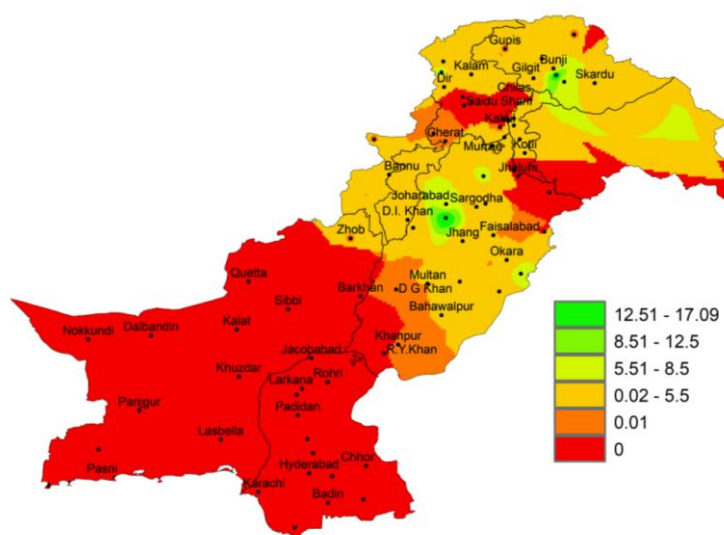 Gupis
Bunji
Kalam
Gilgit
Skardu
Dir
Chilas
Saidu Sharif
Kakul
Cherat
Murree
Kotli
Bannu
Jhelum
Joharabad
Sargodha
D.I. Khan
Zhob
Jhang
Faisalabad
Okara
Quetta
Multan
Barkhan
D G Khan
Sibbi
Bahawalpur
Nokkundi
Dalbandin
Kalat
Khanpur
R.Y.Khan
Jacobabad
Khuzdar
Larkana
Rohri
Panjgur
Padidan
Lasbella
Chhor
Pasni
Hyderabad
Karachi
Badin
12.51 - 17.09
8.51 - 12.5
5.51 - 8.5
0.02 - 5.5
0.01
0